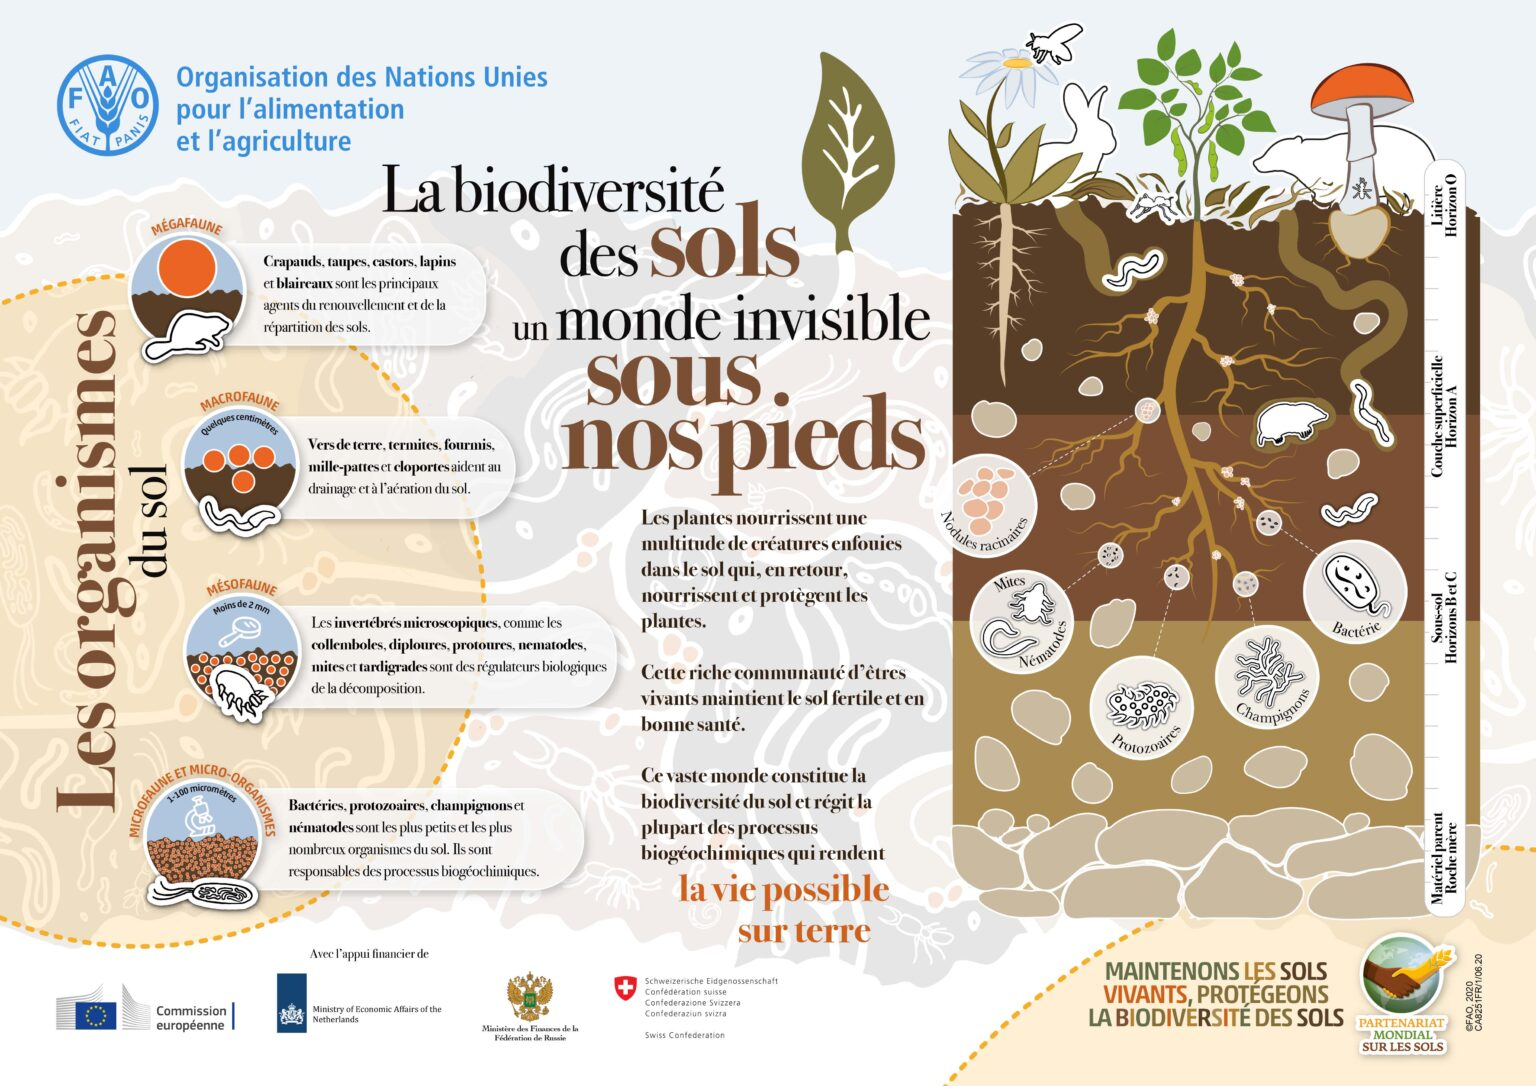 FAO
FIAT PANIS
Organisation des Nations Unies
pour l'alimentation
et l'agriculture
La biodiversité
des sols
un monde invisible
sous
nos pieds
Les organismes
du sol
MÉGAFAUNE
Crapauds, taupes, castors, lapins
et blaireaux sont les principaux
agents du renouvellement et de la
répartition des sols.
MACROFAUNE
Quelques centimètres
Vers de terre, termites, fourmis,
mille-pattes et cloportes aident au
drainage et à l'aération du sol.
MÉSOFAUNE
Moins de 2 mm
Les invertébrés microscopiques, comme les
collemboles, diploures, protoures, nematodes,
mites et tardigrades sont des régulateurs biologiques
de la décomposition.
MICROFAUNE ET MICRO-ORGANISMES
1-100 micromètres
Bactéries, protozoaires, champignons et
nématodes sont les plus petits et les plus
nombreux organismes du sol. Ils sont
responsables des processus biogéochimiques.
Les plantes nourrissent une
multitude de créatures enfouies
dans le sol qui, en retour,
nourrissent et protègent les
plantes.
Cette riche communauté d'êtres
vivants maintient le sol fertile et en
bonne santé.
Ce vaste monde constitue la
biodiversité du sol et régit la
plupart des processus
biogéochimiques qui rendent
la vie possible
sur terre
Litière
Horizon O
Couche superficielle
Horizon A
Sous-sol
Horizons B et C
Matériel parent
Roche mère
Nodules racinaires
Mites
Nématodes
Protozoaires
Champignons
Bactérie
Avec l'appui financier de
Commission
européenne
Ministry of Economic Affairs of the
Netherlands
Ministère des Finances de la
Fédération de Russie
Schweizerische Eidgenossenschaft
Confédération suisse
Confederazione Svizzera
Confederaziun svizra
Swiss Confederation
MAINTENONS LES SOLS
VIVANTS, PROTÉGEONS
LA BIODIVERSITÉ DES SOLS
PARTENARIAT
MONDIAL
SUR LES SOLS
©FAO, 2020
CA8251FR/1/06.20